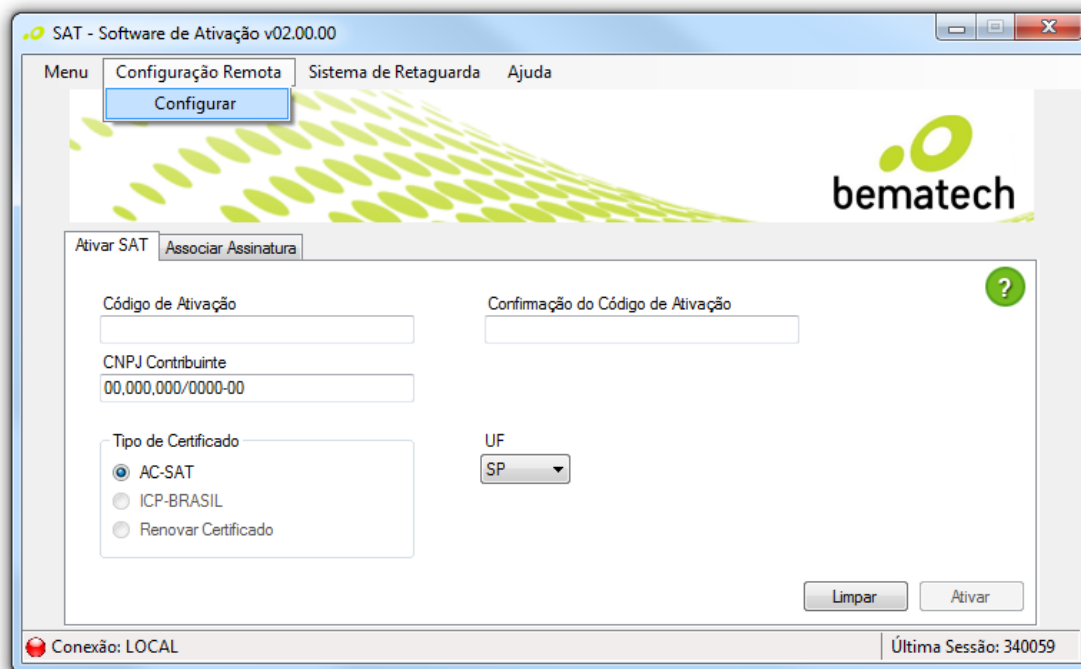 SAT - Software de Ativação v02.00.00
Menu Configuração Remota Sistema de Retaguarda Ajuda
Configurar
bematech
Ativar SAT Associar Assinatura
?
Código de Ativação Confirmação do Código de Ativação
CNPJ Contribuinte
00,000,000/0000-00
Tipo de Certificado UF
AC-SAT SP
ICP-BRASIL
Renovar Certificado
Limpar Ativar
Conexão: LOCAL Última Sessão: 340059